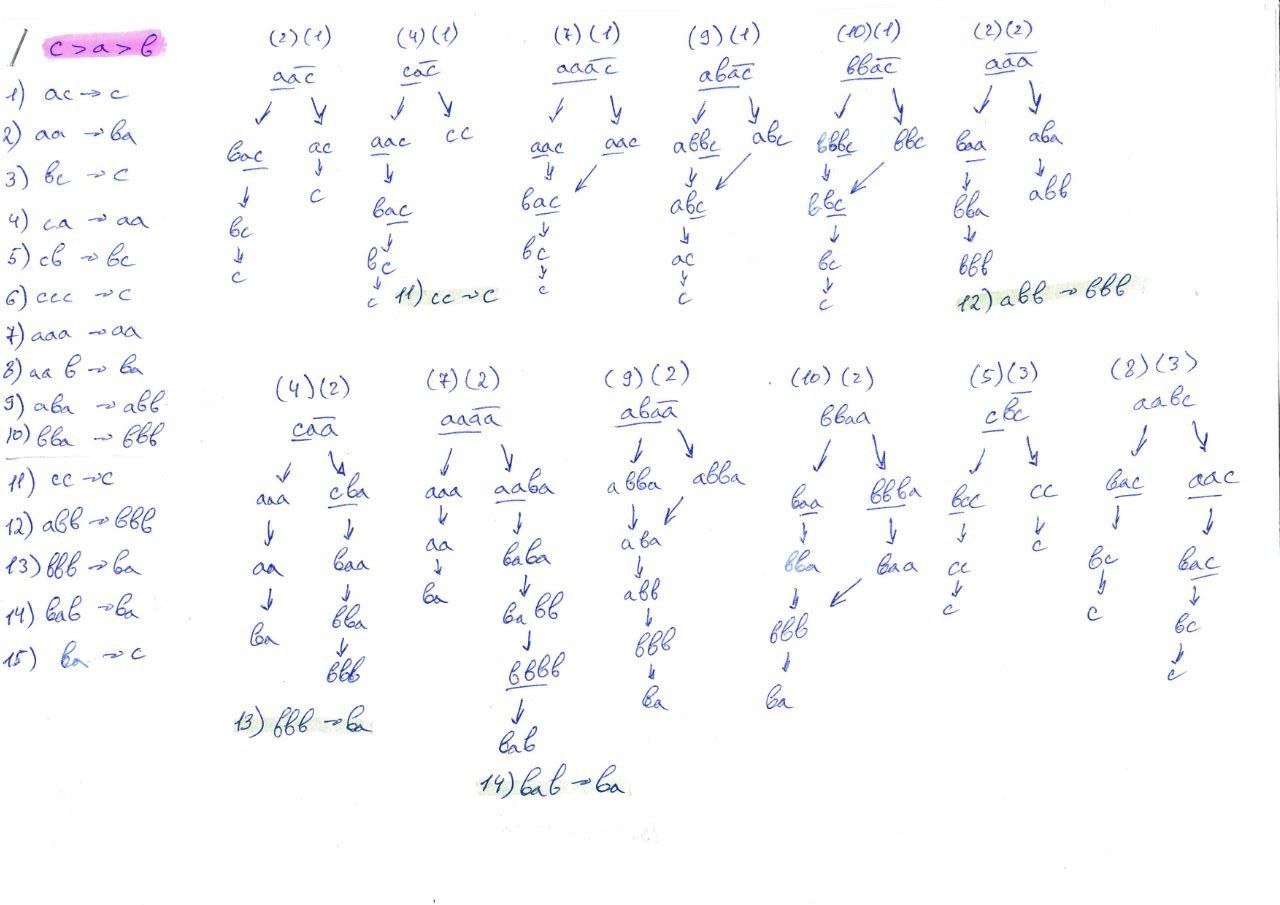 c > a > b
1) ac → c
2) aa → ba
3) bc → c
4) ca → aa
5) cb → bc
6) ccc → c
7) aaa → aa
8) aab → ba
9) aba → abb
10) bba → bbb
11) cc → c
12) abb → bbb
13) bbb → ba
14) bab → ba
15) ba → c
(2)(1) (4)(1) (7)(1) (9)(1) (10)(1) (2)(2)
aac cac aaac abac bbac aaa
bac ac aac cc aac aac abbc abc bbbc bbc baa aba
bc c bac bac abc bbc bba abb
c bc bc ac bc bbb
c c c c
11) cc → c 12) abb → bbb
(4)(2) (7)(2) (9)(2) (10)(2) (5)(3) (8)(3)
caa aaaa abaa bbaa cbc aabc
aaa cba aaa aaba abba abba baa bbba bcc cc bac aac
aa baa aa baba aba bba baa cc c bc bac
ba bba ba babb abb bbb c c bc
bbb bbbb bbb ba c
13) bbb → ba bab ba
14) bab → ba